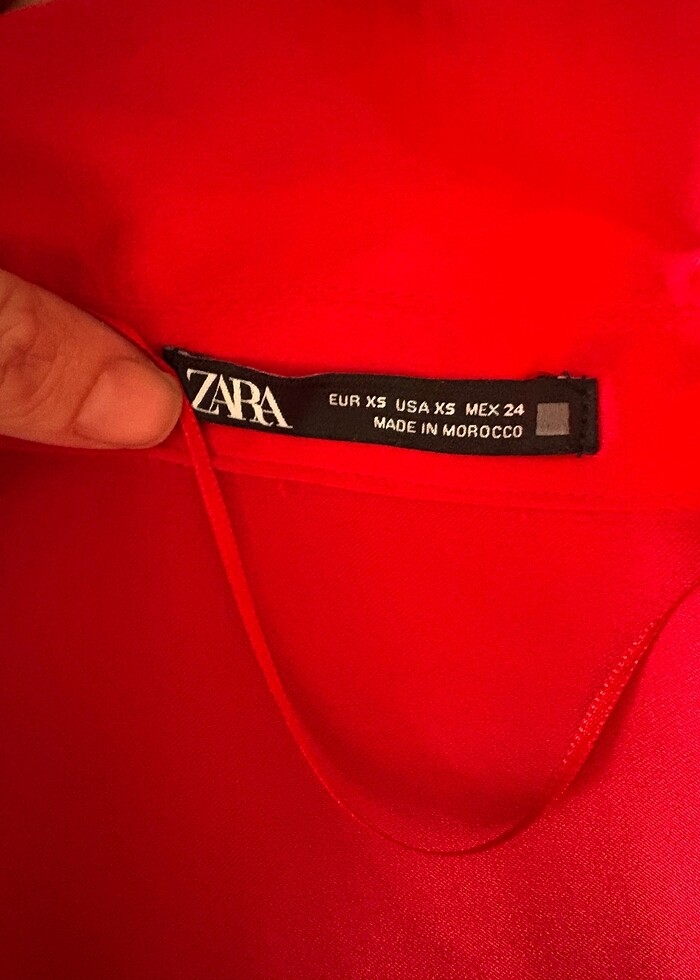 ZARA
EUR XS USA XS MEX 24
MADE IN MOROCCO